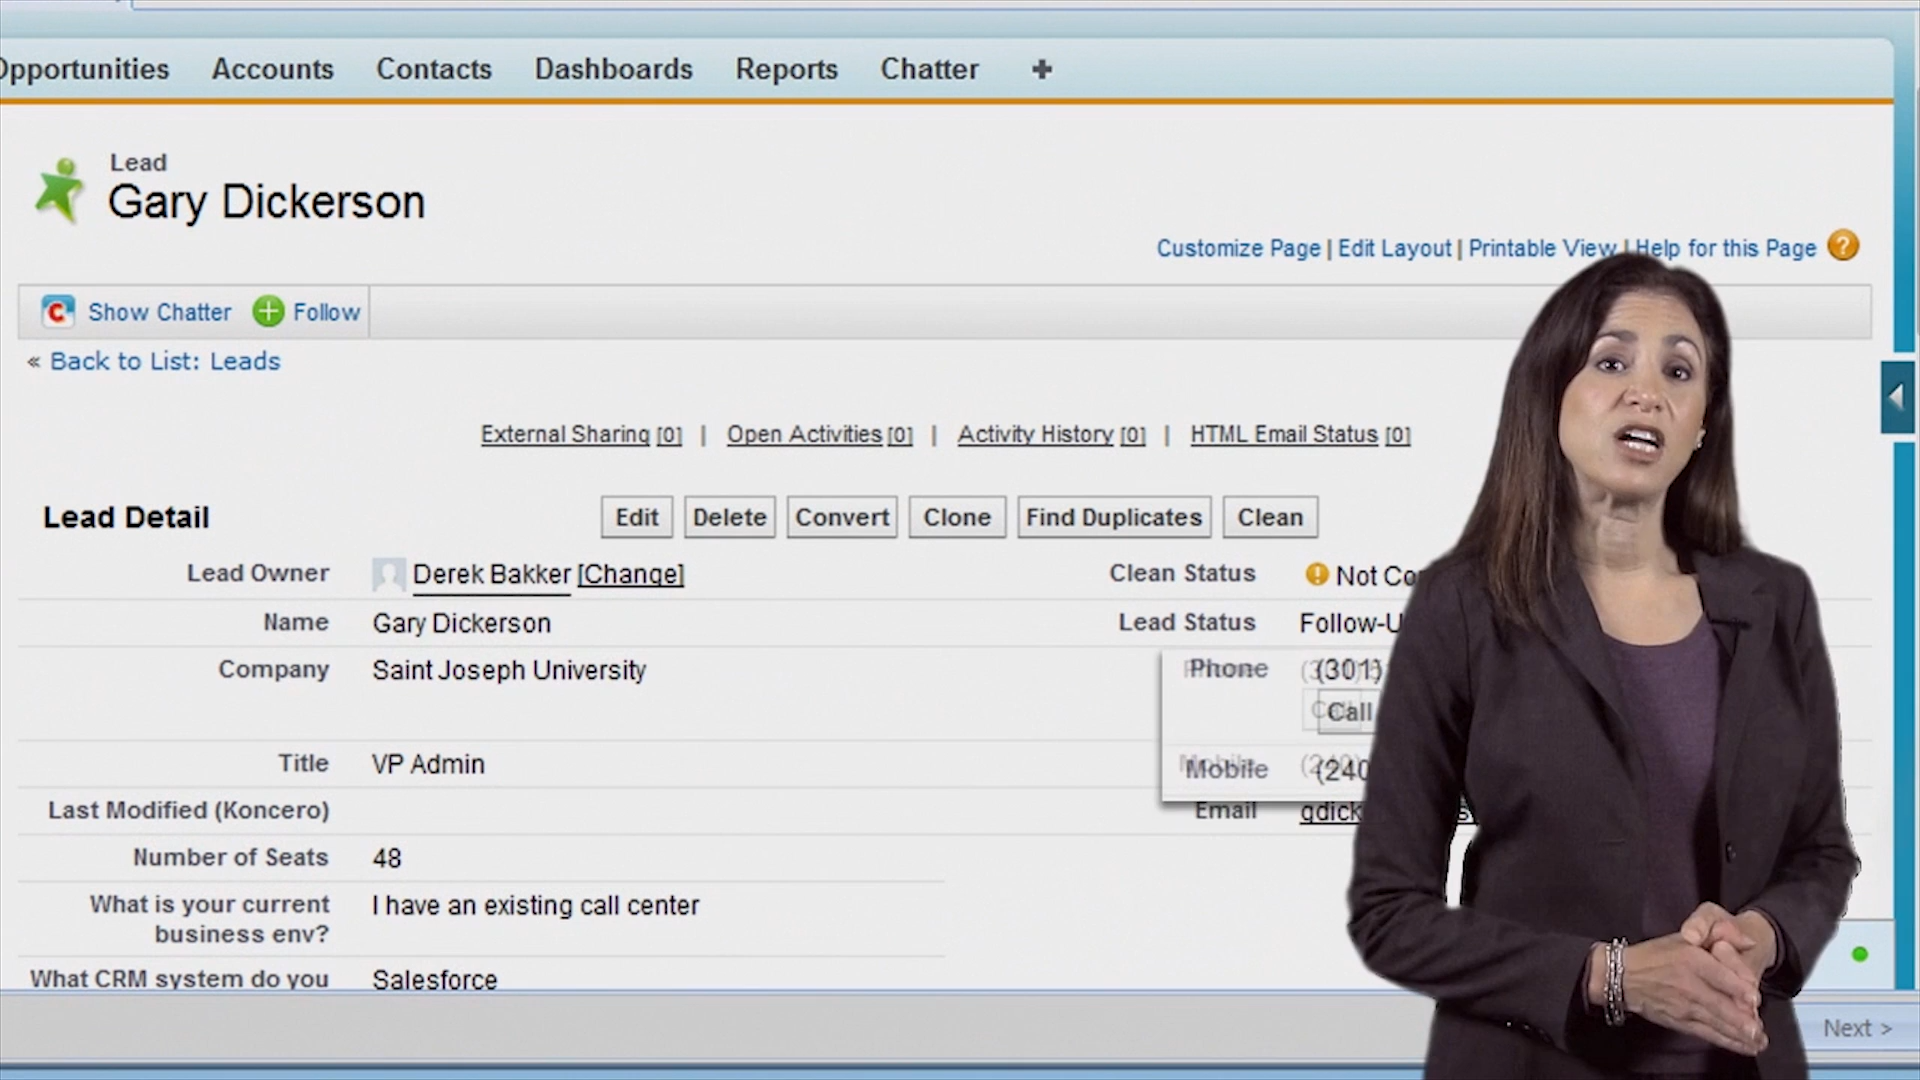 Opportunities Accounts Contacts Dashboards Reports Chatter
Lead
Gary Dickerson
Customize Page | Edit Layout | Printable View | Help for this Page ?
Show Chatter Follow
« Back to List: Leads
External Sharing [0] | Open Activities [0] | Activity History [0] | HTML Email Status [0]
Lead Detail Edit Delete Convert Clone Find Duplicates Clean
Lead Owner Derek Bakker [Change] Clean Status Not
Name Gary Dickerson Lead Status
Company Saint Joseph University Phone (301)
Call
Title VP Admin Mobile (240
Last Modified (Koncero) Email gdick
Number of Seats 48
What is your current I have an existing call center
business env?
What CRM system do you Salesforce
Next >